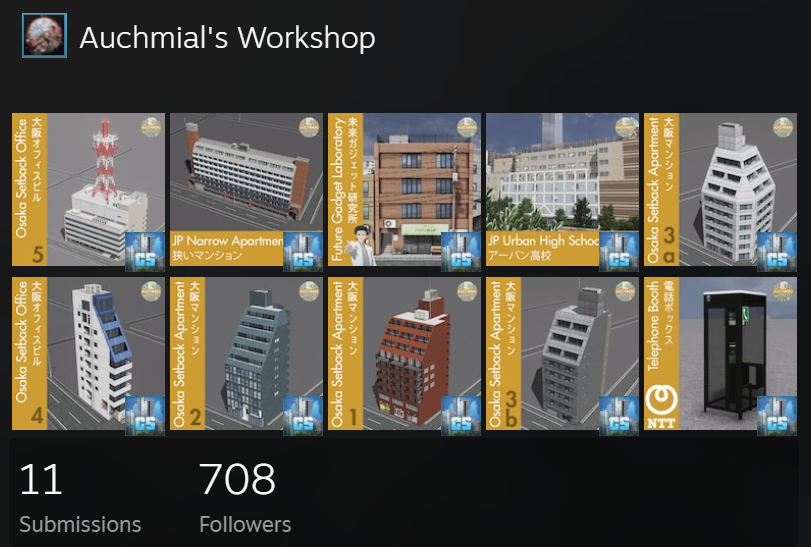 Auchmial's Workshop
Osaka Setback Office
大阪オフィスビル
5
CS
JP Narrow Apartmen
狭いマンション
CS
Future Gadget Laboratory
未来ガジェット研究所
CS
JP Urban High Schoo
アーバン高校
CS
Osaka Setback Apartment
大阪マンション
3
a
CS
Osaka Setback Office
大阪オフィスビル
4
CS
Osaka Setback Apartment
大阪マンション
2
CS
Osaka Setback Apartment
大阪マンション
1
CS
Osaka Setback Apartment
大阪マンション
3
b
CS
Telephone Booth
電話ボックス
NTT
CS
11
708
Submissions
Followers